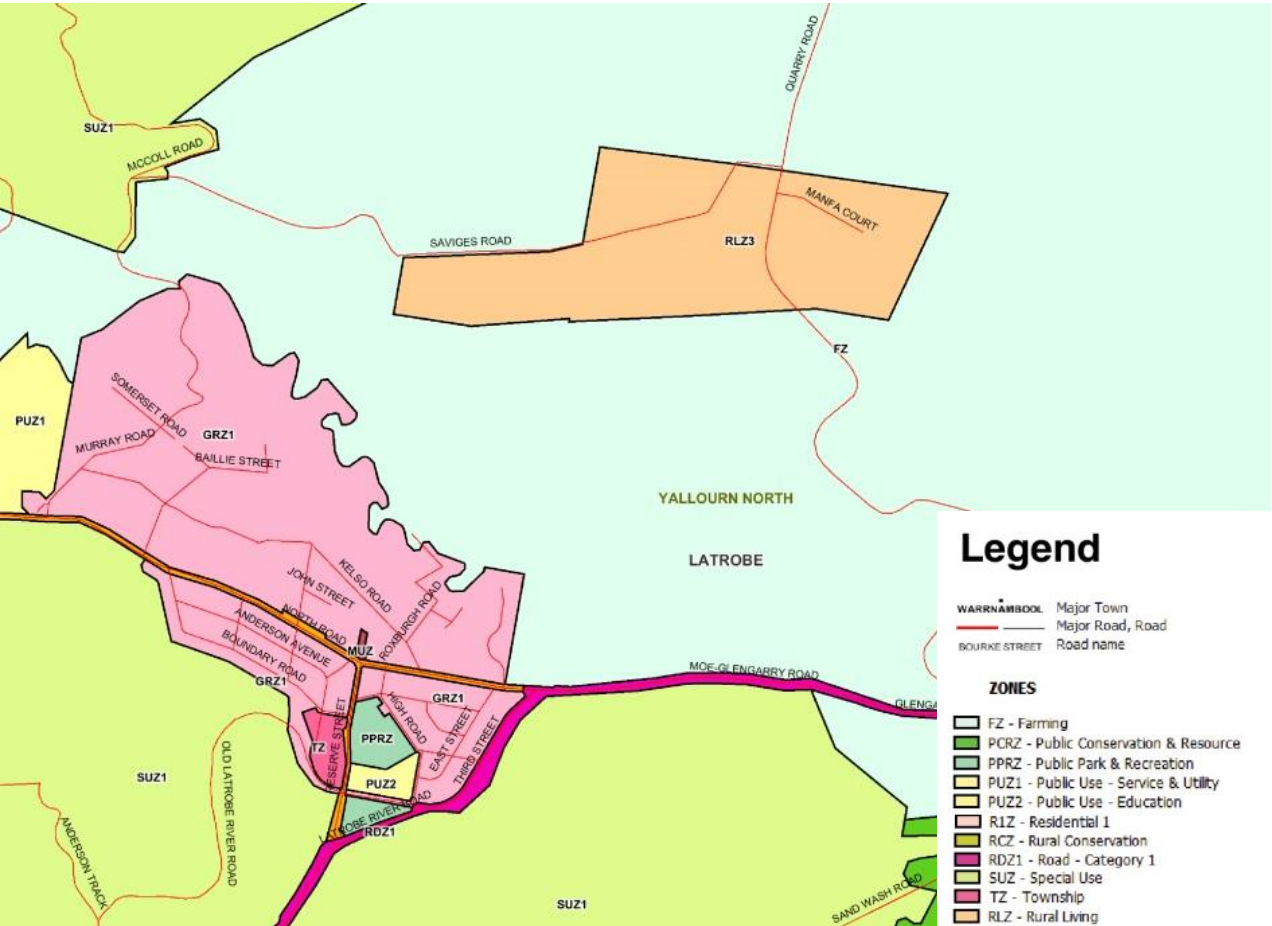 QUARRY ROAD
SUZ1
MCCOLL ROAD
MANFA COURT
SAVIGES ROAD
RLZ3
FZ
SOMERSET ROAD
PUZ1
MURRAY ROAD
GRZ1
BAILLIE STREET
YALLOURN NORTH
LATROBE
KELSO ROAD
JOHN STREET
NORTH ROAD
ROXBURGH ROAD
ANDERSON AVENUE
BOUNDARY ROAD
MUZ
MOE-GLENGARRY ROAD
GRZ1
GRZ1
HIGH ROAD
GLENGA
RESERVE STREET
EAST STREET
THIRD STREET
TZ
PPRZ
OLD LATROBE RIVER ROAD
SUZ1
PUZ2
LATROBE RIVER ROAD
RDZ1
ANDERSON TRACK
SUZ1
SAND WASH ROAD
Legend
WARRNAMBOOL Major Town
Major Road, Road
BOURKE STREET Road name
ZONES
FZ - Farming
PCRZ - Public Conservation & Resource
PPRZ - Public Park & Recreation
PUZ1 - Public Use - Service & Utility
PUZ2 - Public Use - Education
R1Z - Residential 1
RCZ - Rural Conservation
RDZ1 - Road - Category 1
SUZ - Special Use
TZ - Township
RLZ - Rural Living